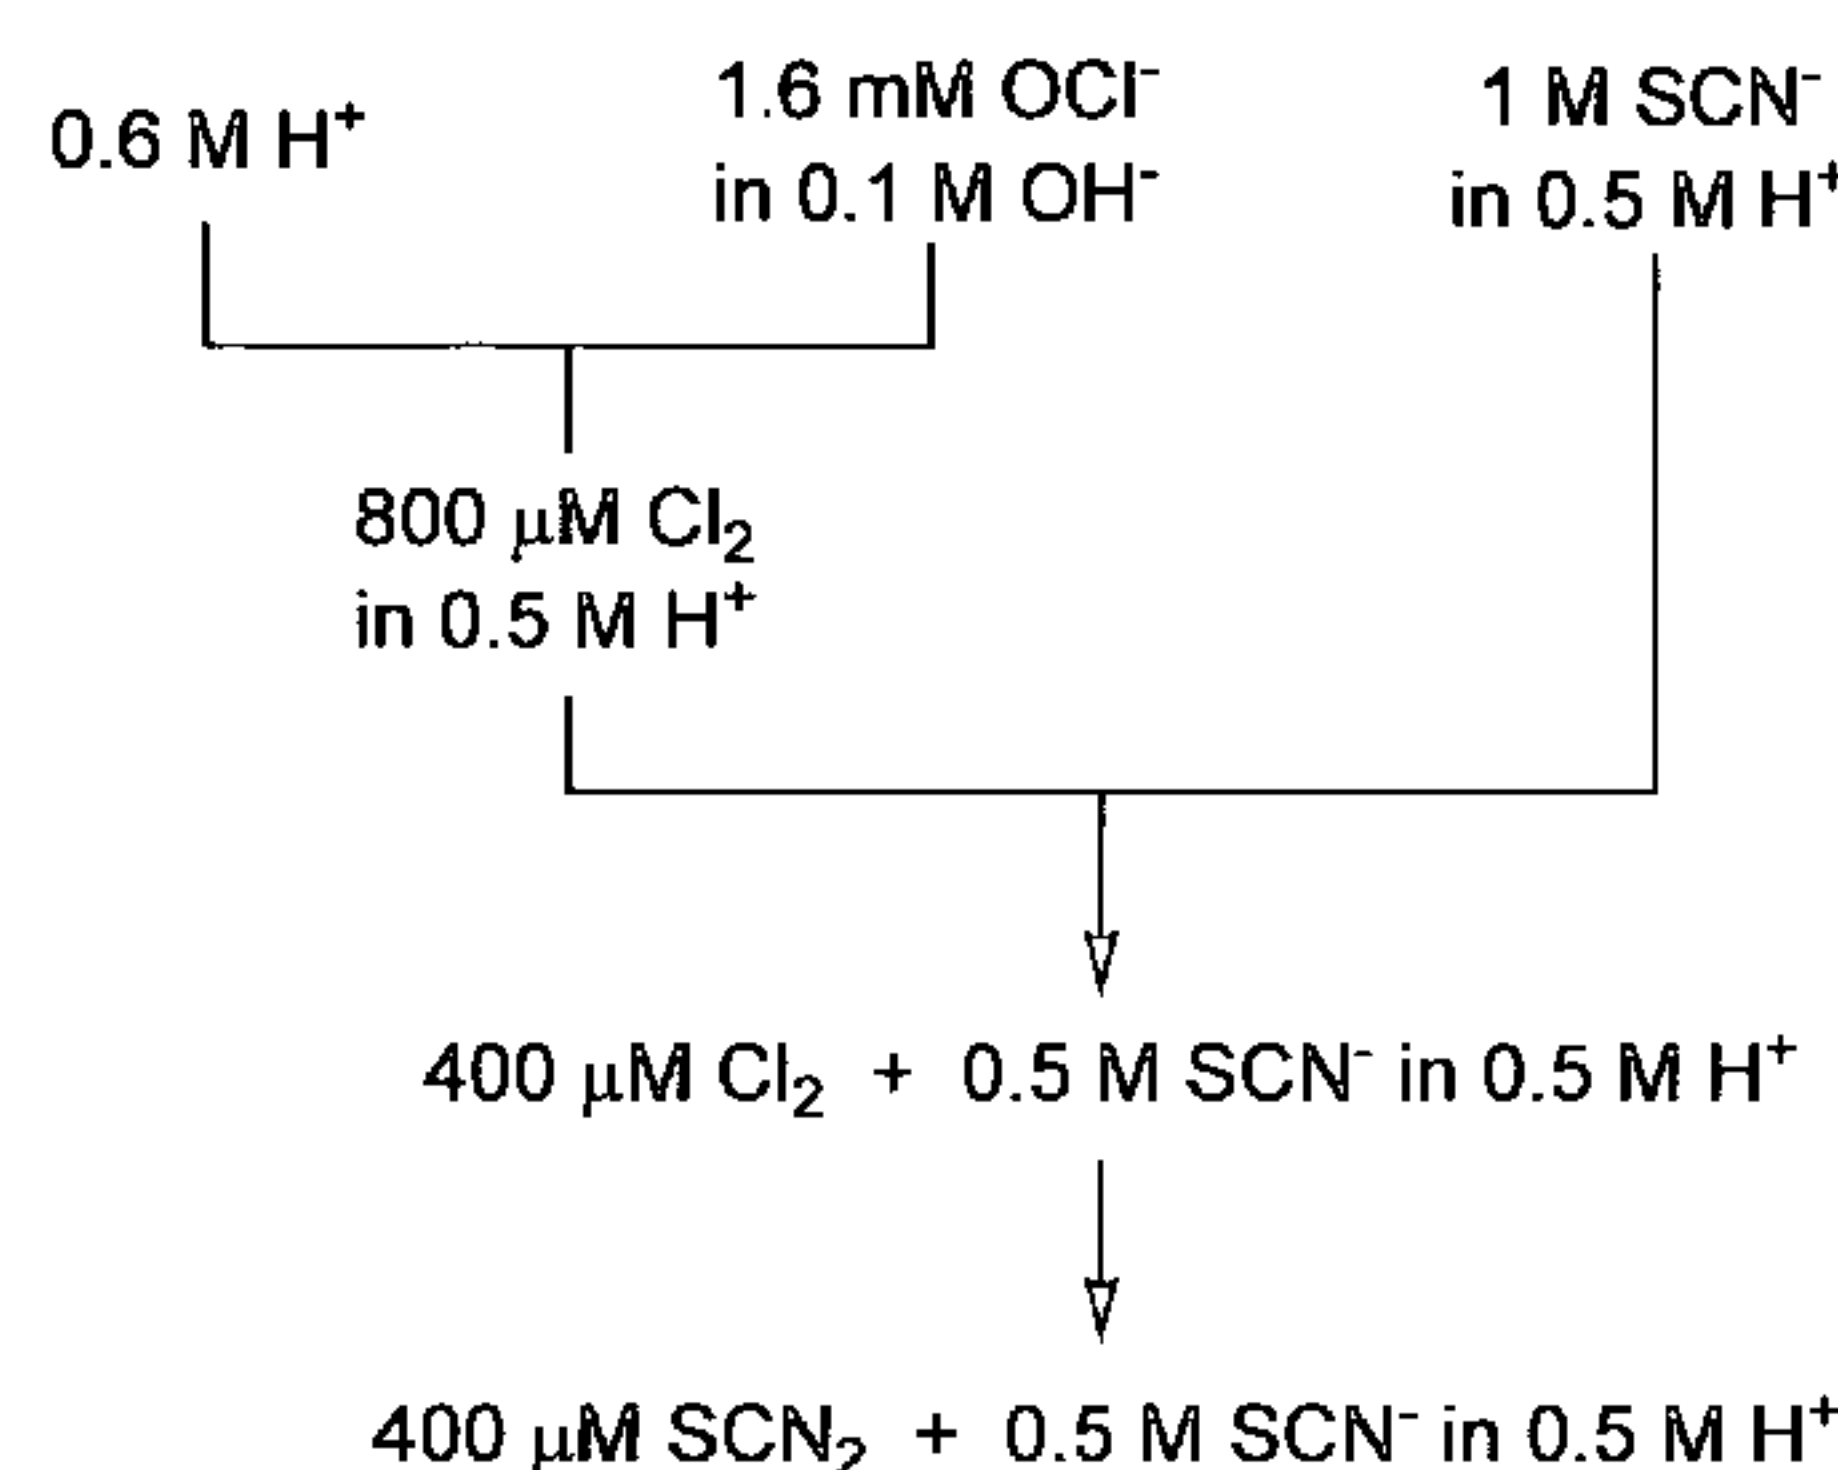 0.6 M H⁺
1.6 mM OCl⁻
in 0.1 M OH⁻
1 M SCN⁻
in 0.5 M H⁺
800 μM Cl₂
in 0.5 M H⁺
400 μM Cl₂ + 0.5 M SCN⁻ in 0.5 M H⁺
400 μM SCN₂ + 0.5 M SCN⁻ in 0.5 M H⁺